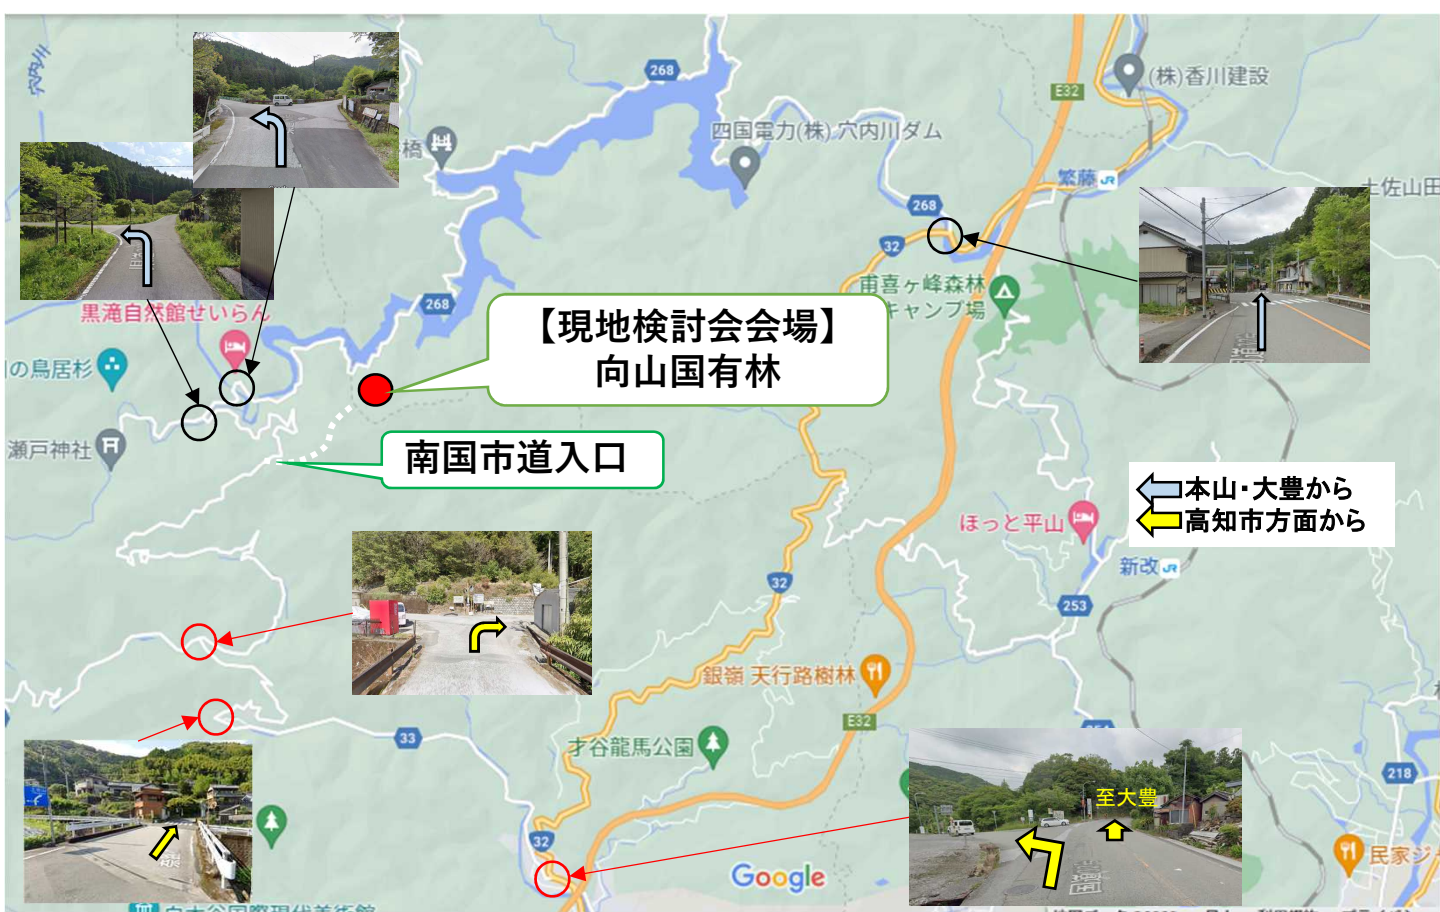 穴内川
268
(株)香川建設
E32
四国電力(株) 穴内川ダム
橋
繁藤 JR
土佐山田
268
32
甫喜ヶ峰森林
キャンプ場
黒滝自然館せいらん
268
【現地検討会会場】
向山国有林
の鳥居杉
瀬戸神社
南国市道入口
本山・大豊から
高知市方面から
ほっと平山
新改 JR
32
253
銀嶺 天行路樹林
E32
33
才谷龍馬公園
218
至大豊
32
Google
民家ジ